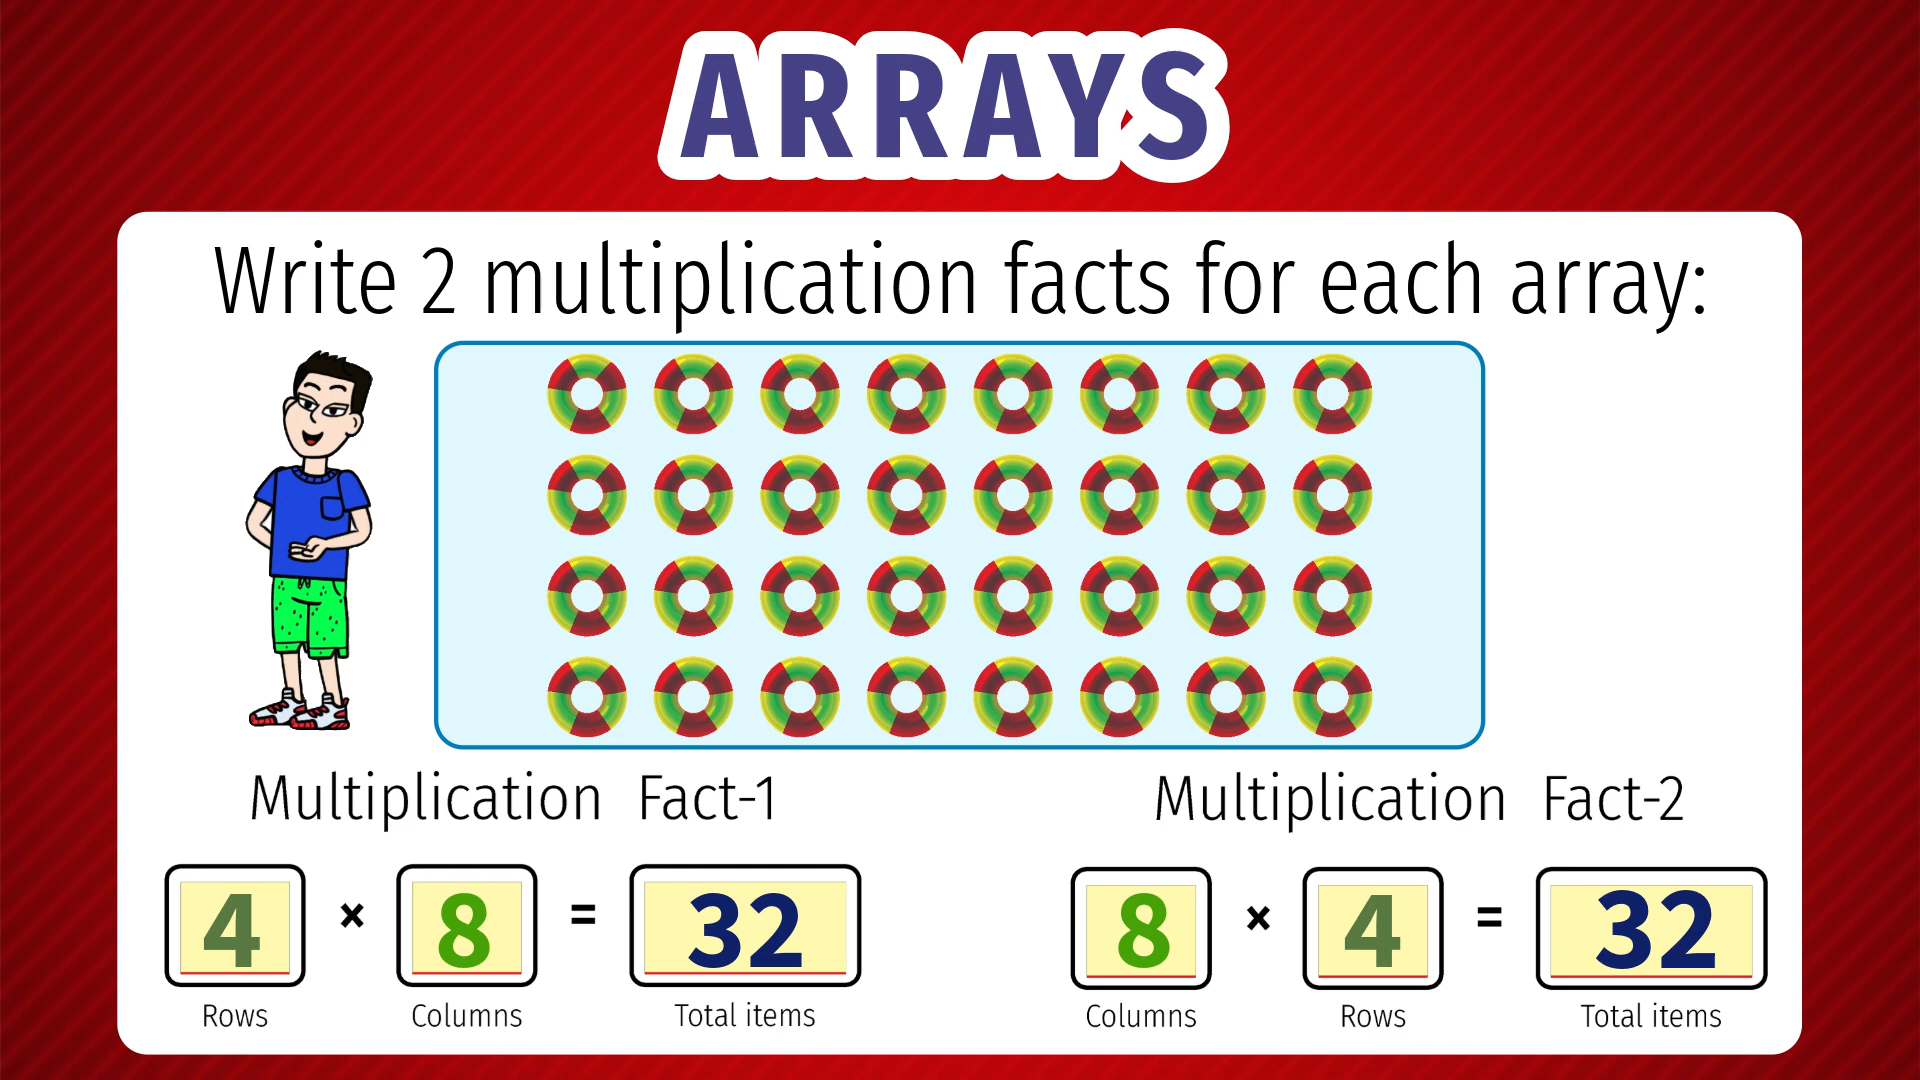 ARRAYS
Write 2 multiplication facts for each array:
Multiplication Fact-1
4 × 8 = 32
Rows Columns Total items
Multiplication Fact-2
8 × 4 = 32
Columns Rows Total items